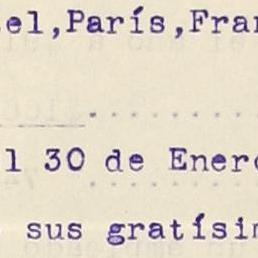 el,París,Fran
l 30 de Enero
sus gratísim